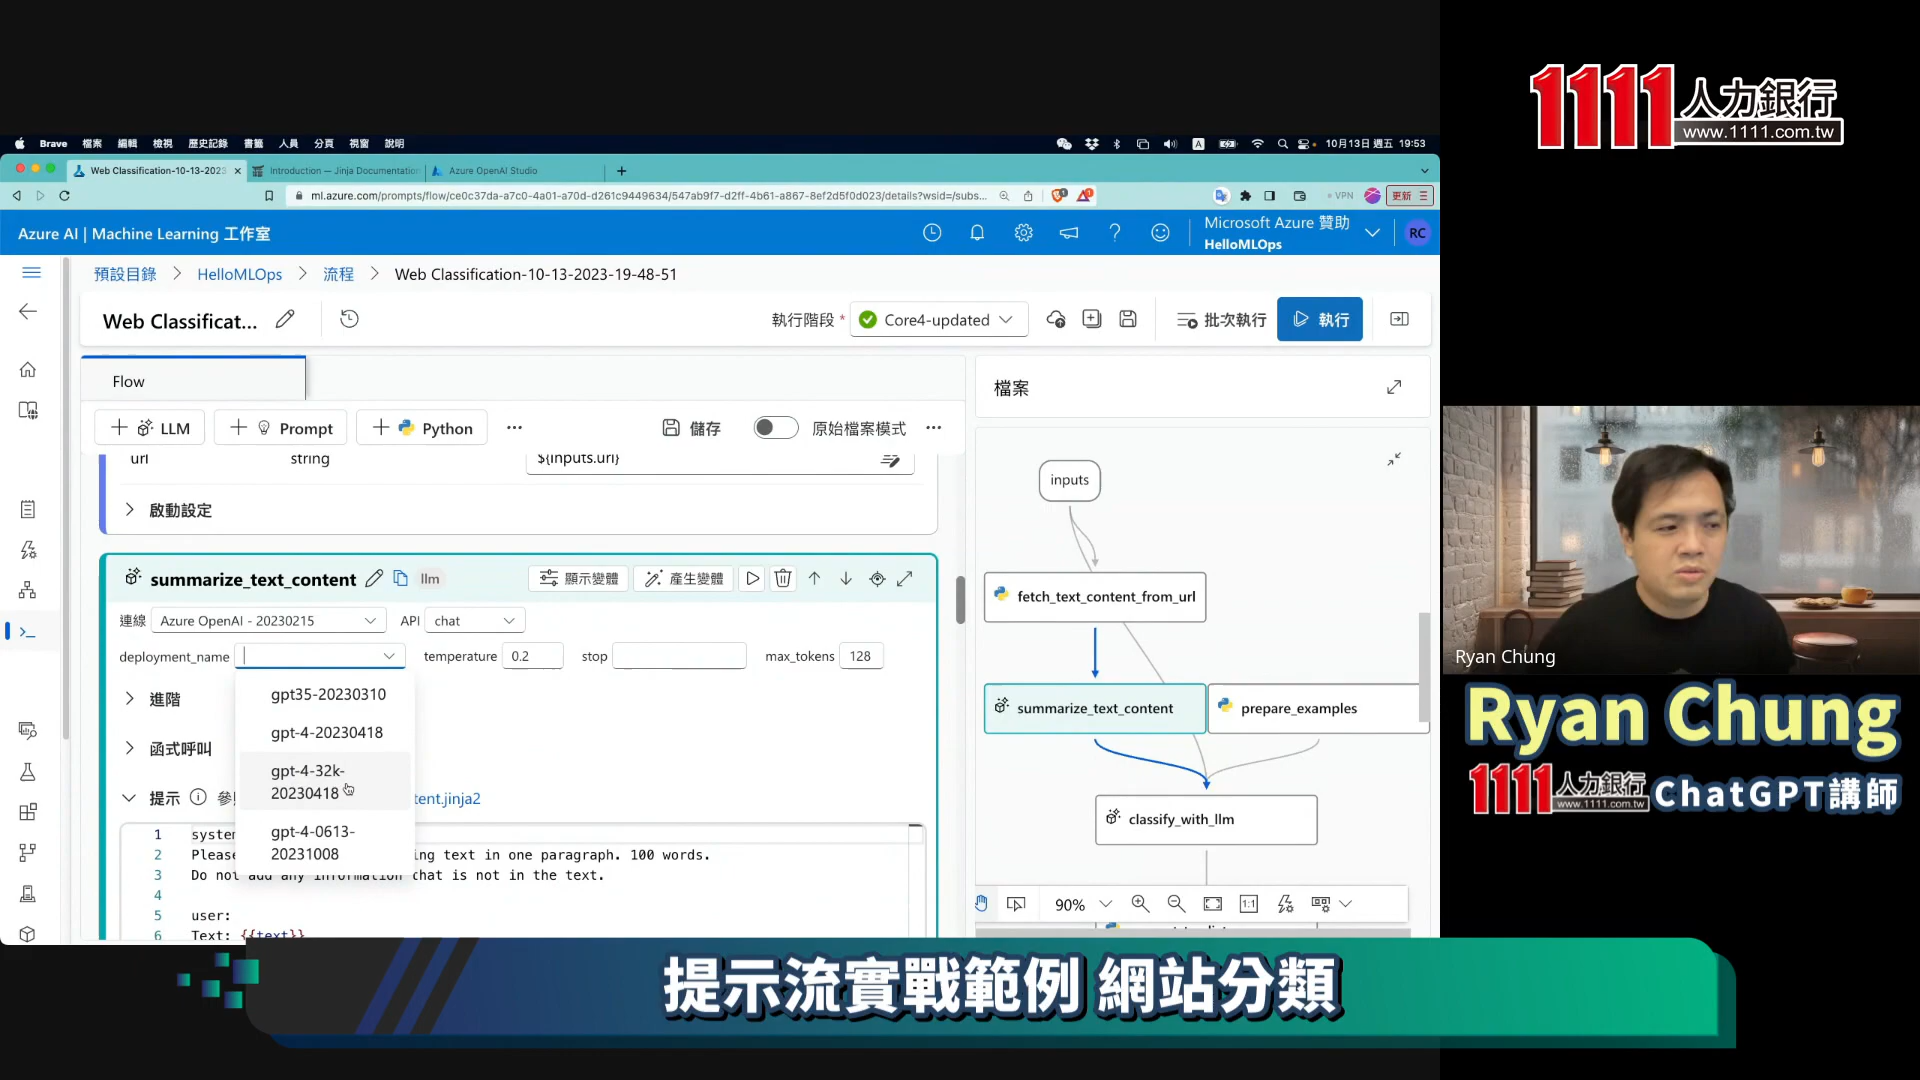 Brave 檔案 編輯 檢視 歷史記錄 書籤 人員 分頁 視窗 說明
10月13日 週五 19:53
Web Classification-10-13-2023
Introduction — Jinja Documentation
Azure OpenAI Studio
ml.azure.com/prompts/flow/ce0c37da-a7c0-4a01-a70d-d261c9449634/547ab9f7-d2ff-4b61-a867-8ef2d5f0d023/details?wsid=/subs...
VPN
更新
Azure AI | Machine Learning 工作室
Microsoft Azure 贊助
HelloMLOps
RC
預設目錄 > HelloMLOps > 流程 > Web Classification-10-13-2023-19-48-51
Web Classificat...
執行階段 * Core4-updated
批次執行
執行
Flow
+ LLM
+ Prompt
+ Python
...
儲存
原始檔案模式
...
url string ${inputs.url}
啟動設定
summarize_text_content
llm
顯示變體
產生變體
連線 Azure OpenAI - 20230215 API chat
deployment_name temperature 0.2 stop max_tokens 128
gpt35-20230310
gpt-4-20230418
gpt-4-32k-
20230418
gpt-4-0613-
20231008
進階
函式呼叫
提示
tent.jinja2
1 system
2 Please ing text in one paragraph. 100 words.
3 Do not add any information that is not in the text.
4
5 user:
6 Text: {{text}}
檔案
inputs
fetch_text_content_from_url
summarize_text_content
prepare_examples
classify_with_llm
90%
1:1
1111人力銀行
www.1111.com.tw
Ryan Chung
Ryan Chung
1111人力銀行 ChatGPT講師
www.1111.com.tw
提示流實戰範例 網站分類